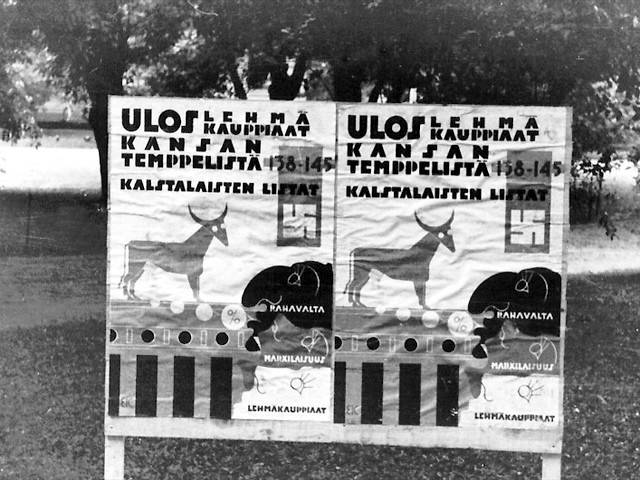 ULOS LEHMÄ
KAUPPIAAT
KANSAN
TEMPPELISTÄ 138-145
KALSTALAISTEN LISTAT
%
RAHAVALTA
MARXILAISUUS
LEHMÄKAUPPIAAT
ULOS LEHMÄ
KAUPPIAAT
KANSAN
TEMPPELISTÄ 138-145
KALSTALAISTEN LISTAT
%
RAHAVALTA
MARXILAISUUS
LEHMÄKAUPPIAAT